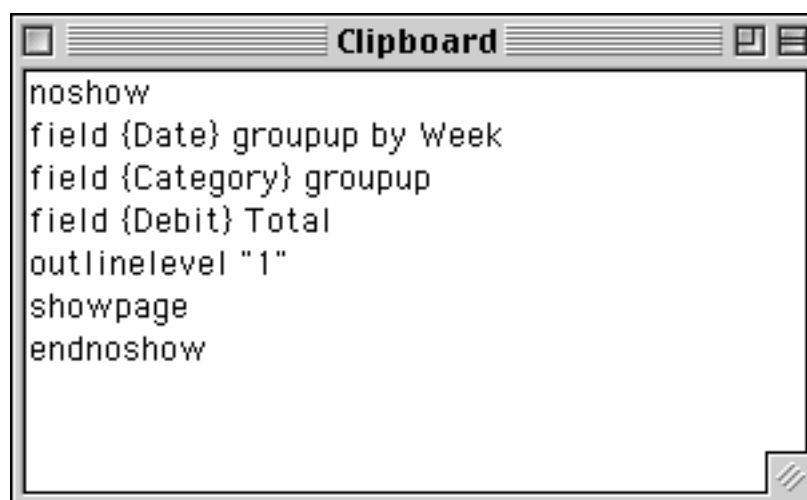 Clipboard
noshow
field {Date} groupup by Week
field {Category} groupup
field {Debit} Total
outlinelevel "1"
showpage
endnoshow